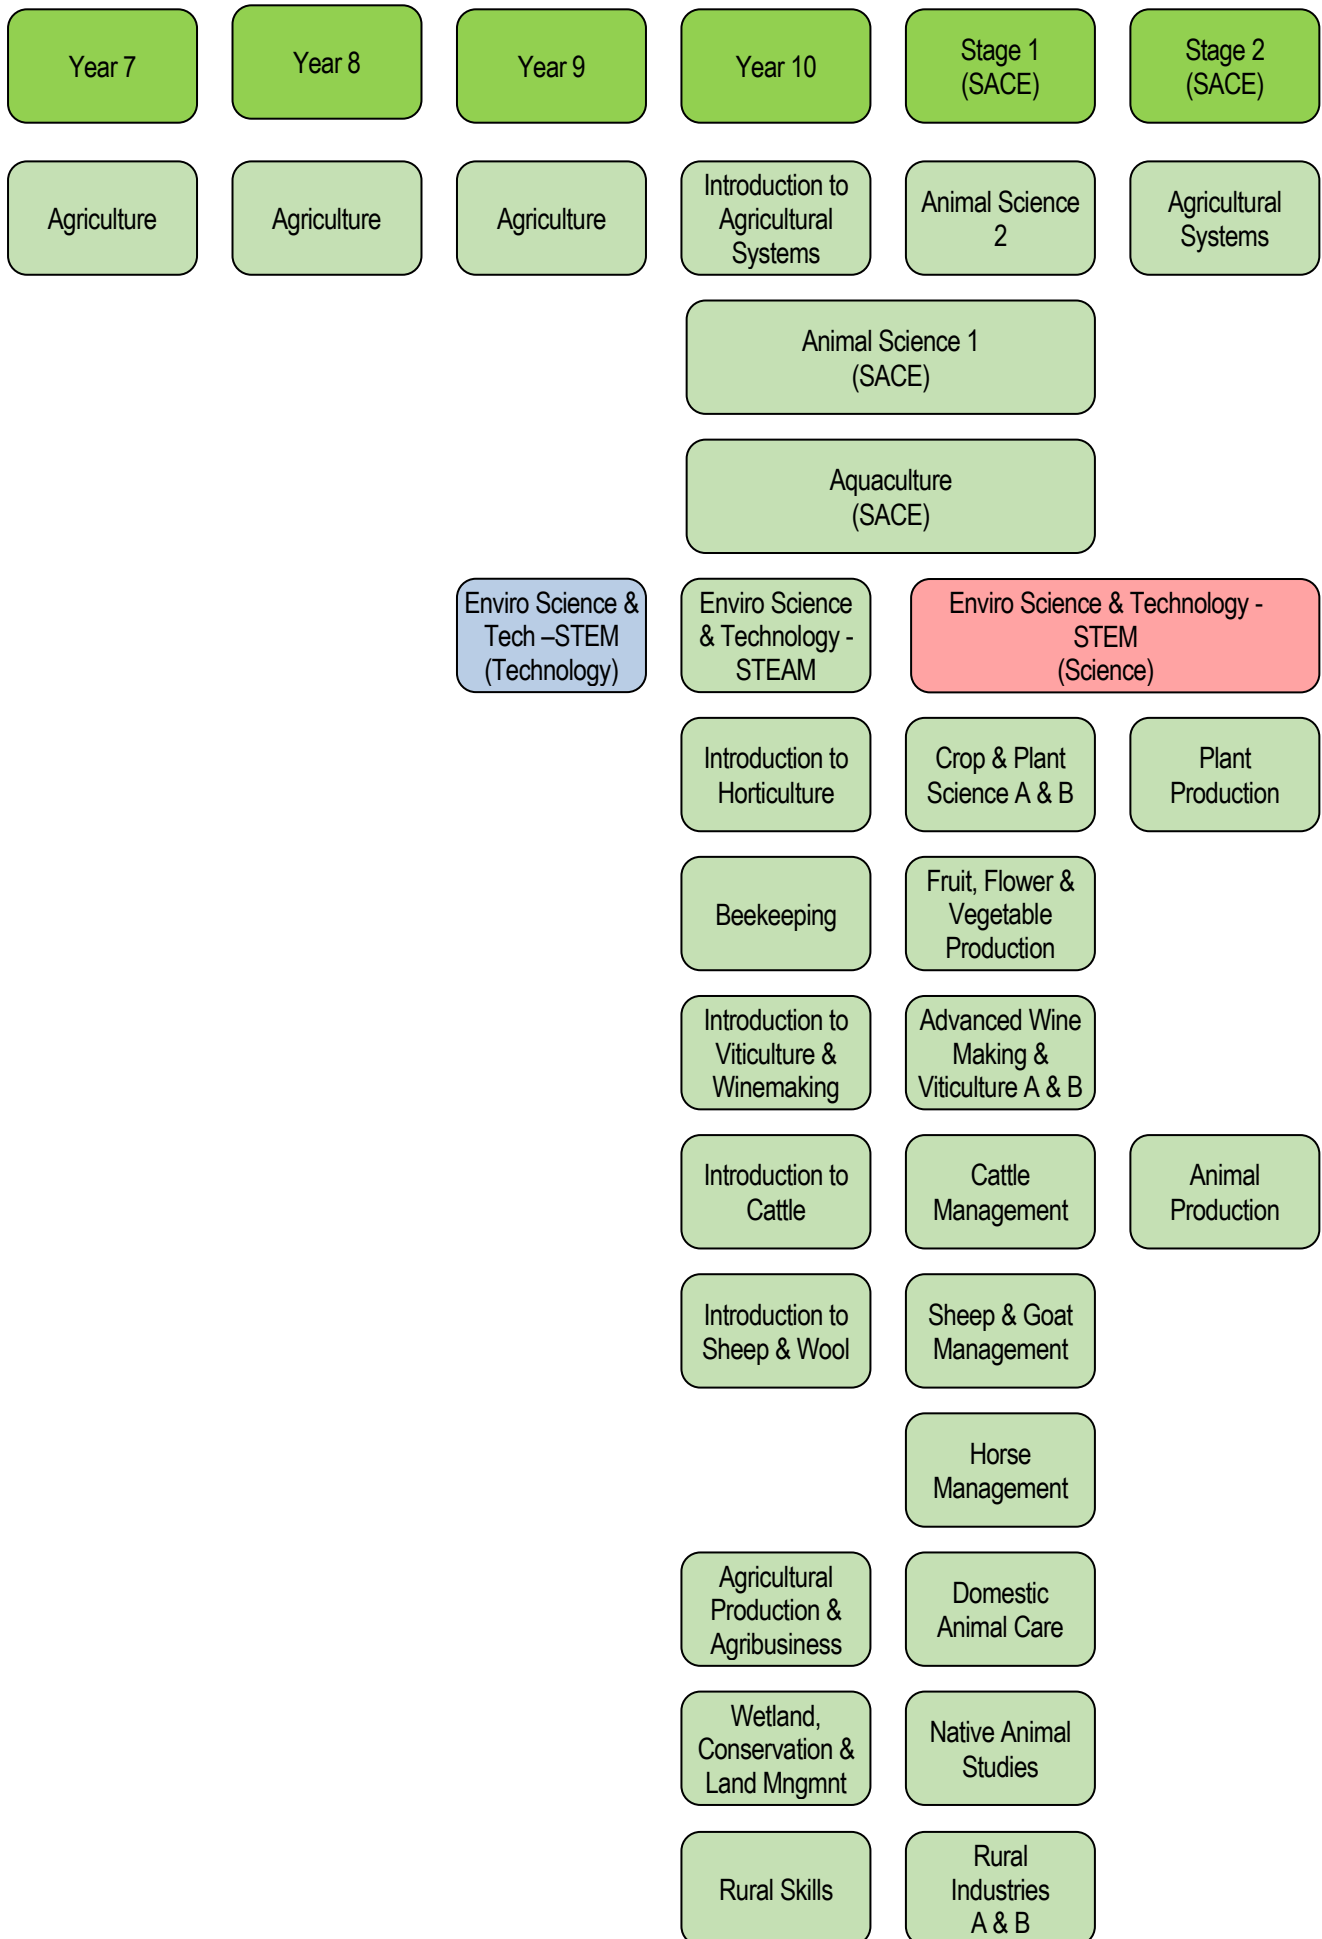 Year 7
Year 8
Year 9
Year 10
Stage 1
(SACE)
Stage 2
(SACE)
Agriculture
Agriculture
Agriculture
Introduction to
Agricultural
Systems
Animal Science
2
Agricultural
Systems
Animal Science 1
(SACE)
Aquaculture
(SACE)
Enviro Science &
Tech –STEM
(Technology)
Enviro Science
& Technology -
STEAM
Enviro Science & Technology -
STEM
(Science)
Introduction to
Horticulture
Crop & Plant
Science A & B
Plant
Production
Beekeeping
Fruit, Flower &
Vegetable
Production
Introduction to
Viticulture &
Winemaking
Advanced Wine
Making &
Viticulture A & B
Introduction to
Cattle
Cattle
Management
Animal
Production
Introduction to
Sheep & Wool
Sheep & Goat
Management
Horse
Management
Agricultural
Production &
Agribusiness
Domestic
Animal Care
Wetland,
Conservation &
Land Mngmnt
Native Animal
Studies
Rural Skills
Rural
Industries
A & B